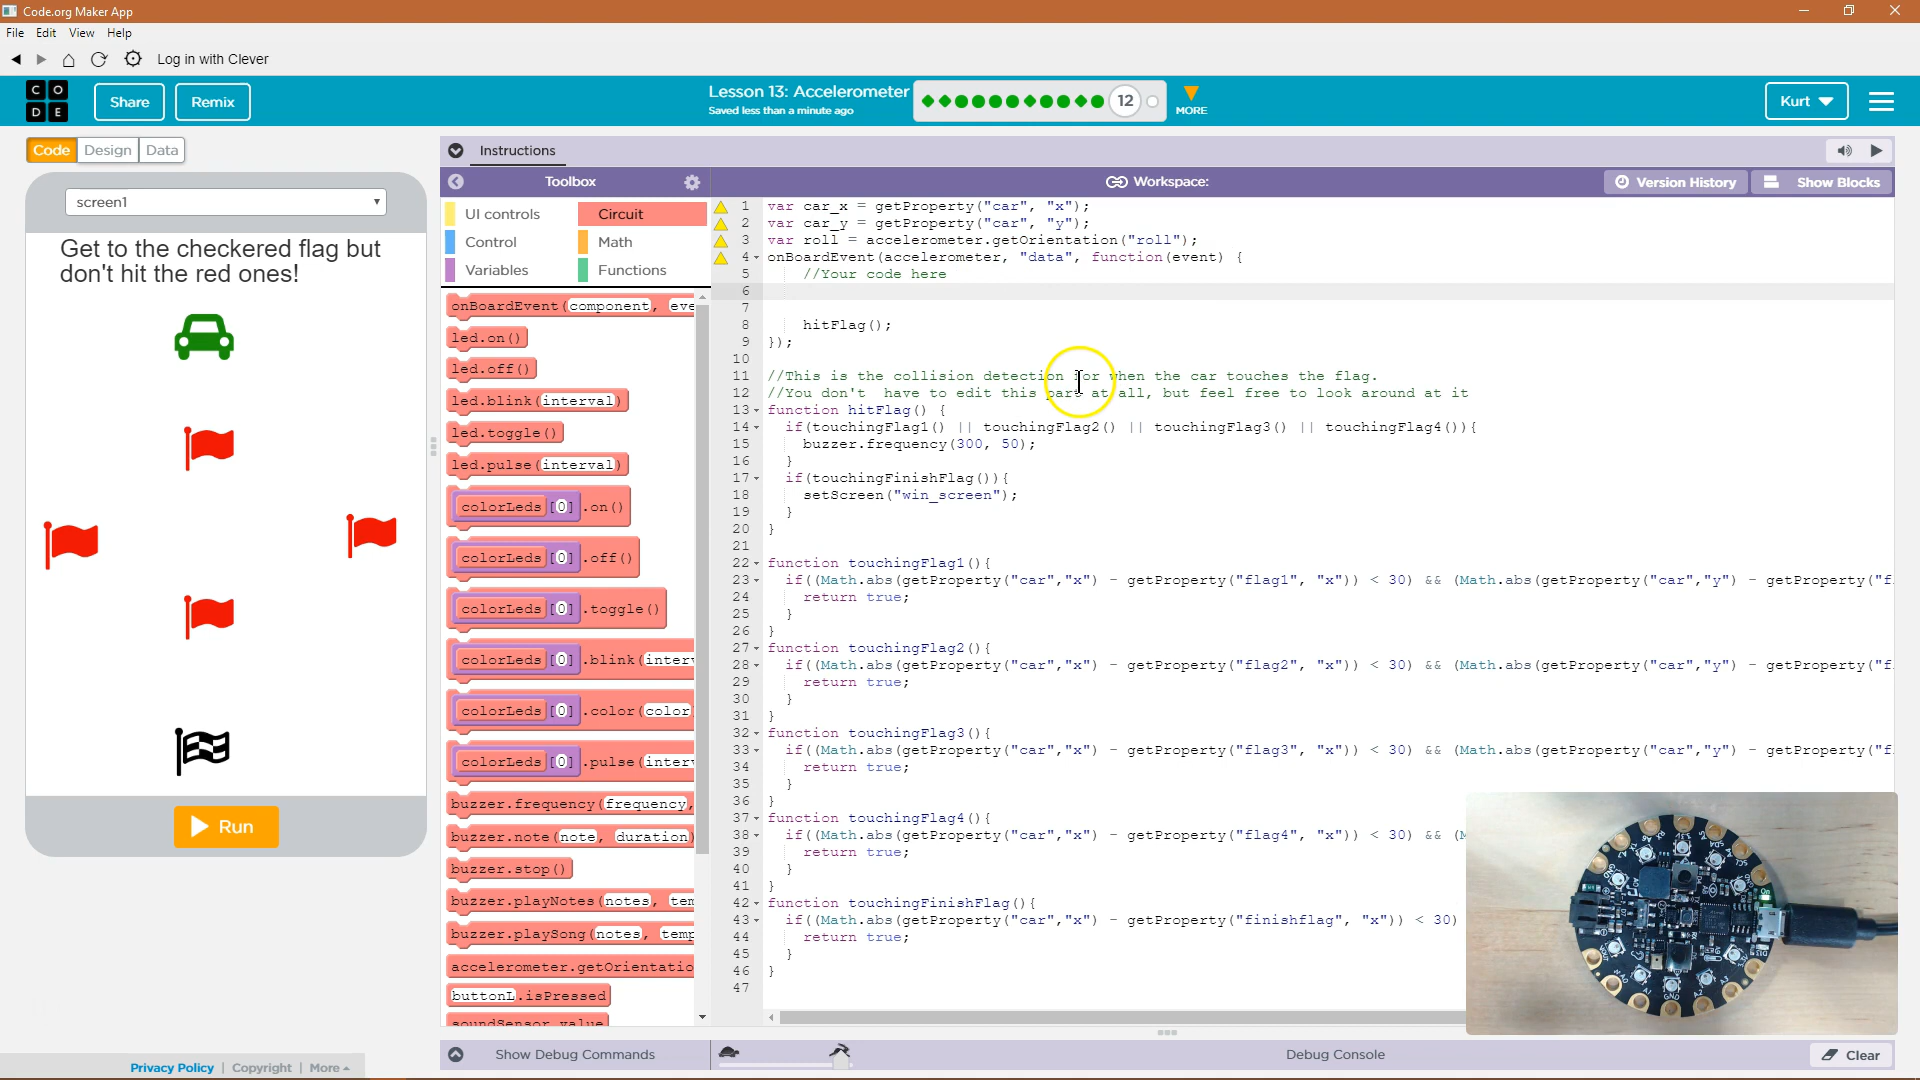 Code.org Maker App
File Edit View Help
Log in with Clever
CODE
Share
Remix
Lesson 13: Accelerometer
Saved less than a minute ago
12
MORE
Kurt
Code Design Data
screen1
Get to the checkered flag but
don't hit the red ones!
Run
Privacy Policy | Copyright | More
Instructions
Toolbox
Workspace:
Version History
Show Blocks
UI controls Circuit
Control Math
Variables Functions
onBoardEvent(component, eve
led.on()
led.off()
led.blink(interval)
led.toggle()
led.pulse(interval)
colorLeds [0].on()
colorLeds [0].off()
colorLeds [0].toggle()
colorLeds [0].blink(inter
colorLeds [0].color(color
colorLeds [0].pulse(inter
buzzer.frequency(frequency,
buzzer.note(note, duration)
buzzer.stop()
buzzer.playNotes(notes, tem
buzzer.playSong(notes, temp
accelerometer.getOrientatio
buttonL.isPressed
soundSensor.value
1 var car_x = getProperty("car", "x");
2 var car_y = getProperty("car", "y");
3 var roll = accelerometer.getOrientation("roll");
4 onBoardEvent(accelerometer, "data", function(event) {
5 //Your code here
6
7
8 hitFlag();
9 });
10
11 //This is the collision detection for when the car touches the flag.
12 //You don't have to edit this part at all, but feel free to look around at it
13 function hitFlag() {
14 if(touchingFlag1() || touchingFlag2() || touchingFlag3() || touchingFlag4()){
15 buzzer.frequency(300, 50);
16 }
17 if(touchingFinishFlag()){
18 setScreen("win_screen");
19 }
20 }
21
22 function touchingFlag1(){
23 if((Math.abs(getProperty("car","x") - getProperty("flag1", "x")) < 30) && (Math.abs(getProperty("car","y") - getProperty("f
24 return true;
25 }
26 }
27 function touchingFlag2(){
28 if((Math.abs(getProperty("car","x") - getProperty("flag2", "x")) < 30) && (Math.abs(getProperty("car","y") - getProperty("f
29 return true;
30 }
31 }
32 function touchingFlag3(){
33 if((Math.abs(getProperty("car","x") - getProperty("flag3", "x")) < 30) && (Math.abs(getProperty("car","y") - getProperty("f
34 return true;
35 }
36 }
37 function touchingFlag4(){
38 if((Math.abs(getProperty("car","x") - getProperty("flag4", "x")) < 30) && (M
39 return true;
40 }
41 }
42 function touchingFinishFlag(){
43 if((Math.abs(getProperty("car","x") - getProperty("finishflag", "x")) < 30)
44 return true;
45 }
46 }
47
Show Debug Commands
Debug Console
Clear